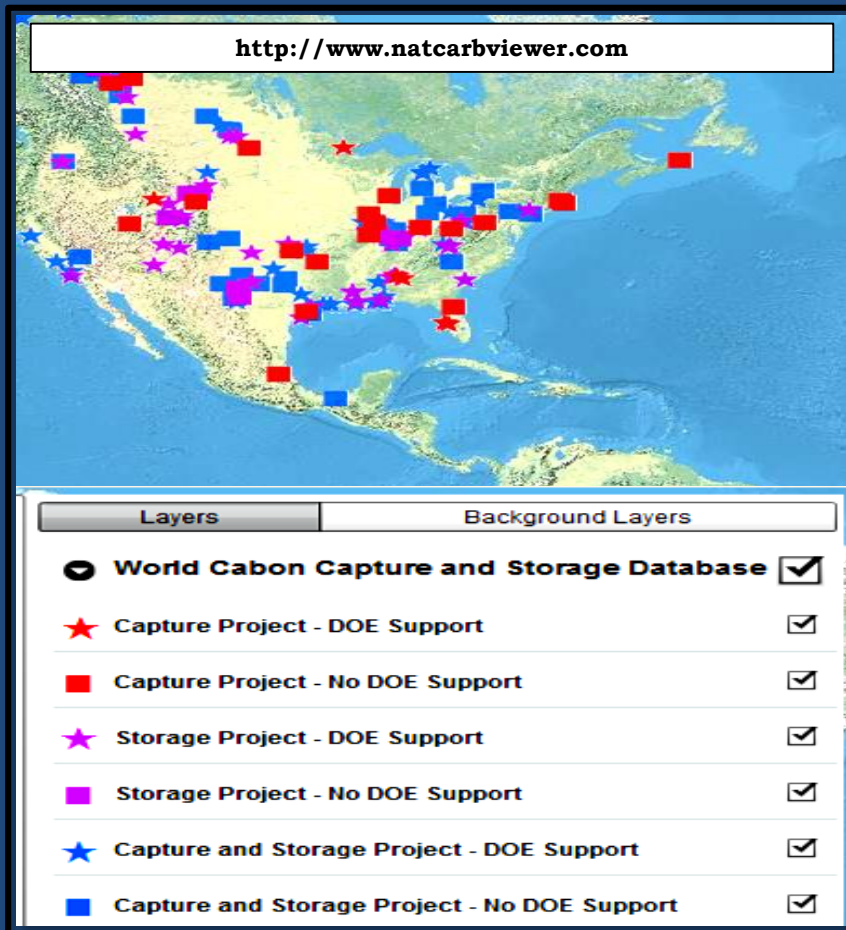 http://www.natcarbviewer.com
Layers
Background Layers
World Cabon Capture and Storage Database
Capture Project - DOE Support
Capture Project - No DOE Support
Storage Project - DOE Support
Storage Project - No DOE Support
Capture and Storage Project - DOE Support
Capture and Storage Project - No DOE Support